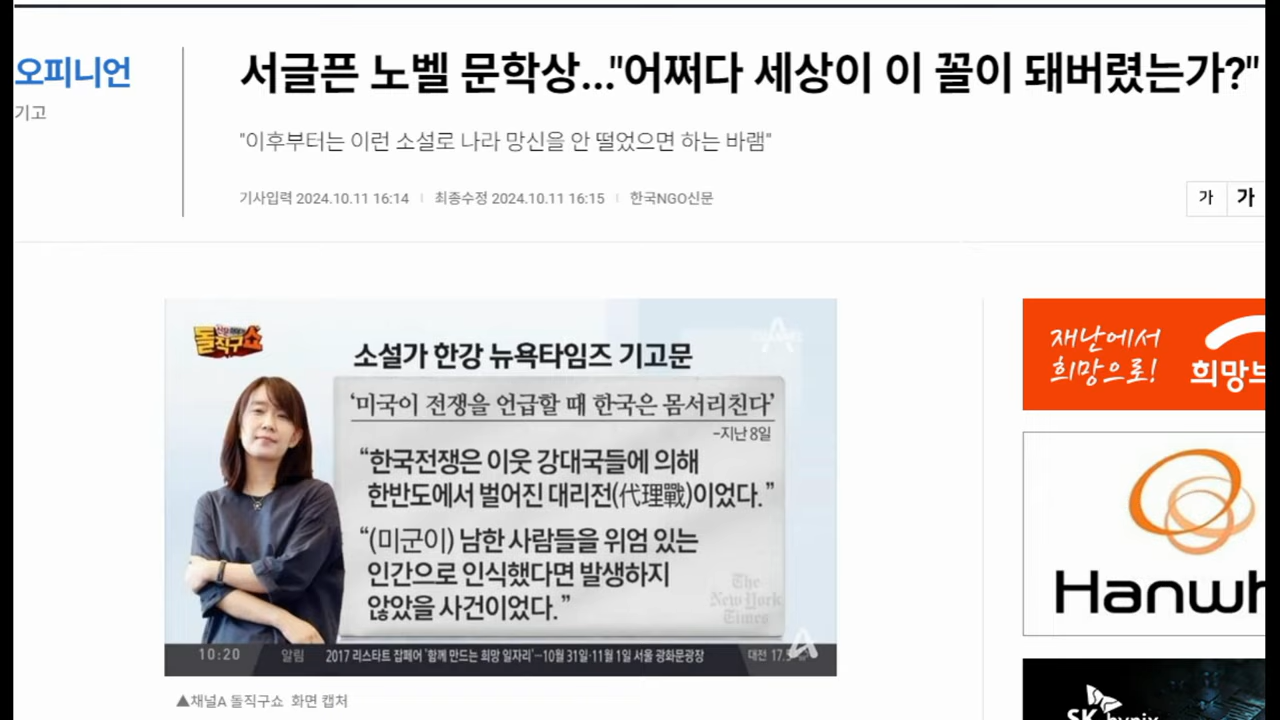 오피니언
기고
서글픈 노벨 문학상..."어쩌다 세상이 이 꼴이 돼버렸는가?"
"이후부터는 이런 소설로 나라 망신을 안 떨었으면 하는 바램"
기사입력 2024.10.11 16:14 | 최종수정 2024.10.11 16:15 | 한국NGO신문
가 가
돌직구쇼
소설가 한강 뉴욕타임즈 기고문
‘미국이 전쟁을 언급할 때 한국은 몸서리친다’
-지난 8일
“한국전쟁은 이웃 강대국들에 의해
한반도에서 벌어진 대리전(代理戰)이었다.”
“(미군이) 남한 사람들을 위엄 있는
인간으로 인식했다면 발생하지
않았을 사건이었다.”
The
New York
Times
10:20 알림 2017 리스타트 잡페어 '함께 만드는 희망 일자리'…10월 31일·11월 1일 서울 광화문광장 대전 17.
▲채널A 돌직구쇼 화면 캡처
재난에서
희망으로!
희망브
Hanwh
SK hynix